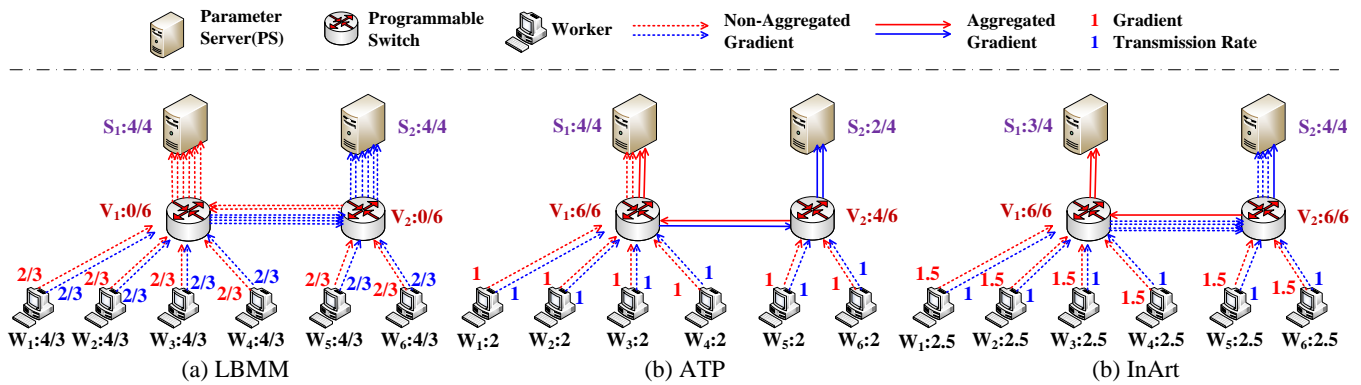 Parameter Server(PS)
Programmable Switch
Worker
Non-Aggregated Gradient
Aggregated Gradient
1 Gradient
1 Transmission Rate
S1:4/4
S2:4/4
V1:0/6
V2:0/6
2/3 2/3 2/3 2/3 2/3 2/3 2/3 2/3 2/3 2/3 2/3 2/3
W1:4/3 W2:4/3 W3:4/3 W4:4/3 W5:4/3 W6:4/3
(a) LBMM
S1:4/4
S2:2/4
V1:6/6
V2:4/6
1 1 1 1 1 1 1 1 1 1 1 1
W1:2 W2:2 W3:2 W4:2 W5:2 W6:2
(b) ATP
S1:3/4
S2:4/4
V1:6/6
V2:6/6
1.5 1 1.5 1 1.5 1 1.5 1 1.5 1 1.5 1
W1:2.5 W2:2.5 W3:2.5 W4:2.5 W5:2.5 W6:2.5
(b) InArt